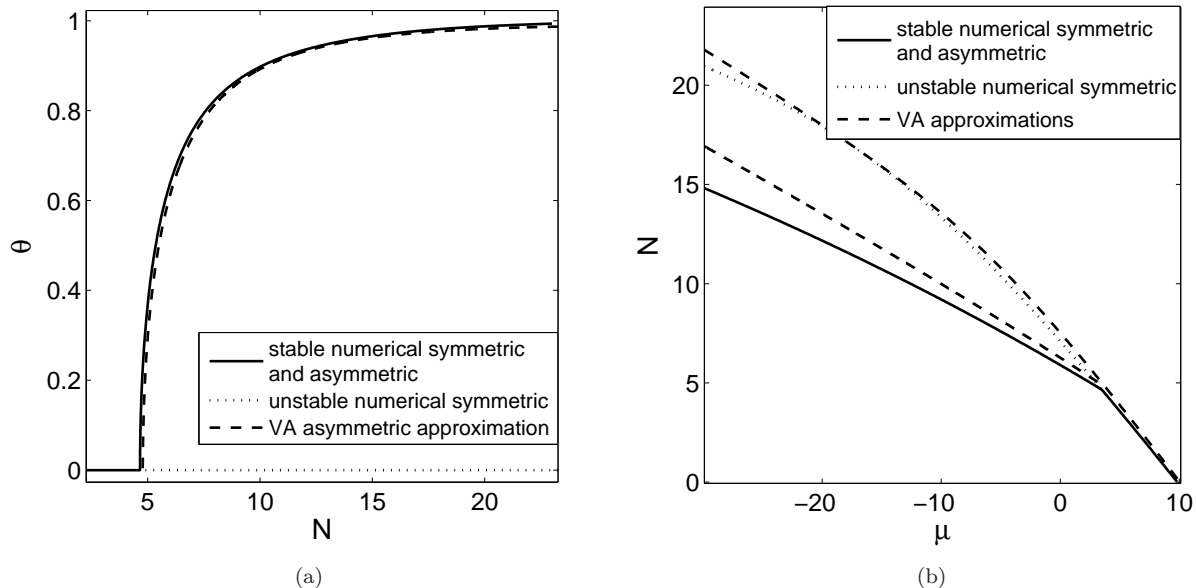 1
0.8
0.6
0.4
0.2
0
θ
5
10
15
20
N
stable numerical symmetric
and asymmetric
unstable numerical symmetric
VA asymmetric approximation
(a)
20
15
10
5
0
N
−20
−10
0
10
μ
stable numerical symmetric
and asymmetric
unstable numerical symmetric
VA approximations
(b)